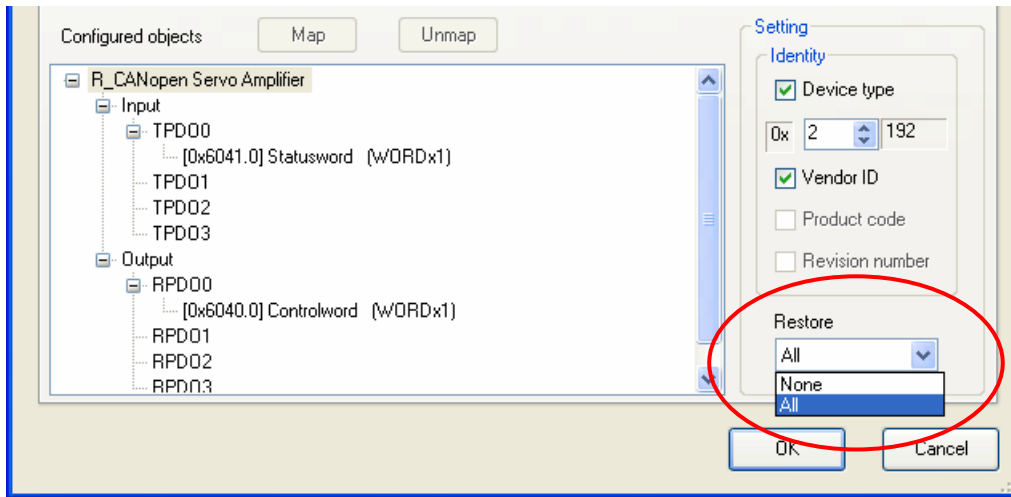 Configured objects Map Unmap
R_CANopen Servo Amplifier
Input
TPDO0
[0x6041.0] Statusword (WORDx1)
TPDO1
TPDO2
TPDO3
Output
RPDO0
[0x6040.0] Controlword (WORDx1)
RPDO1
RPDO2
RPDO3
Setting
Identity
Device type
0x 2 192
Vendor ID
Product code
Revision number
Restore
All
None
All
OK Cancel